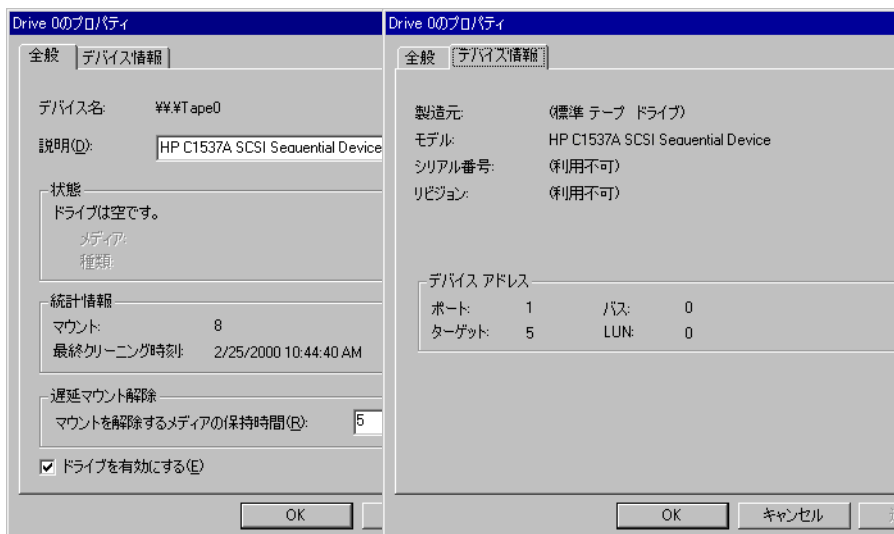 Drive 0のプロパティ
全般
デバイス情報
デバイス名: ¥¥.¥Tape0
説明(D): HP C1537A SCSI Sequential Device
状態
ドライブは空です。
メディア:
種類:
統計情報
マウント: 8
最終クリーニング時刻: 2/25/2000 10:44:40 AM
遅延マウント解除
マウントを解除するメディアの保持時間(R): 5
ドライブを有効にする(E)
OK
Drive 0のプロパティ
全般
デバイス情報
製造元: (標準 テープ ドライブ)
モデル: HP C1537A SCSI Sequential Device
シリアル番号: (利用不可)
リビジョン: (利用不可)
デバイス アドレス
ポート: 1 バス: 0
ターゲット: 5 LUN: 0
OK
キャンセル